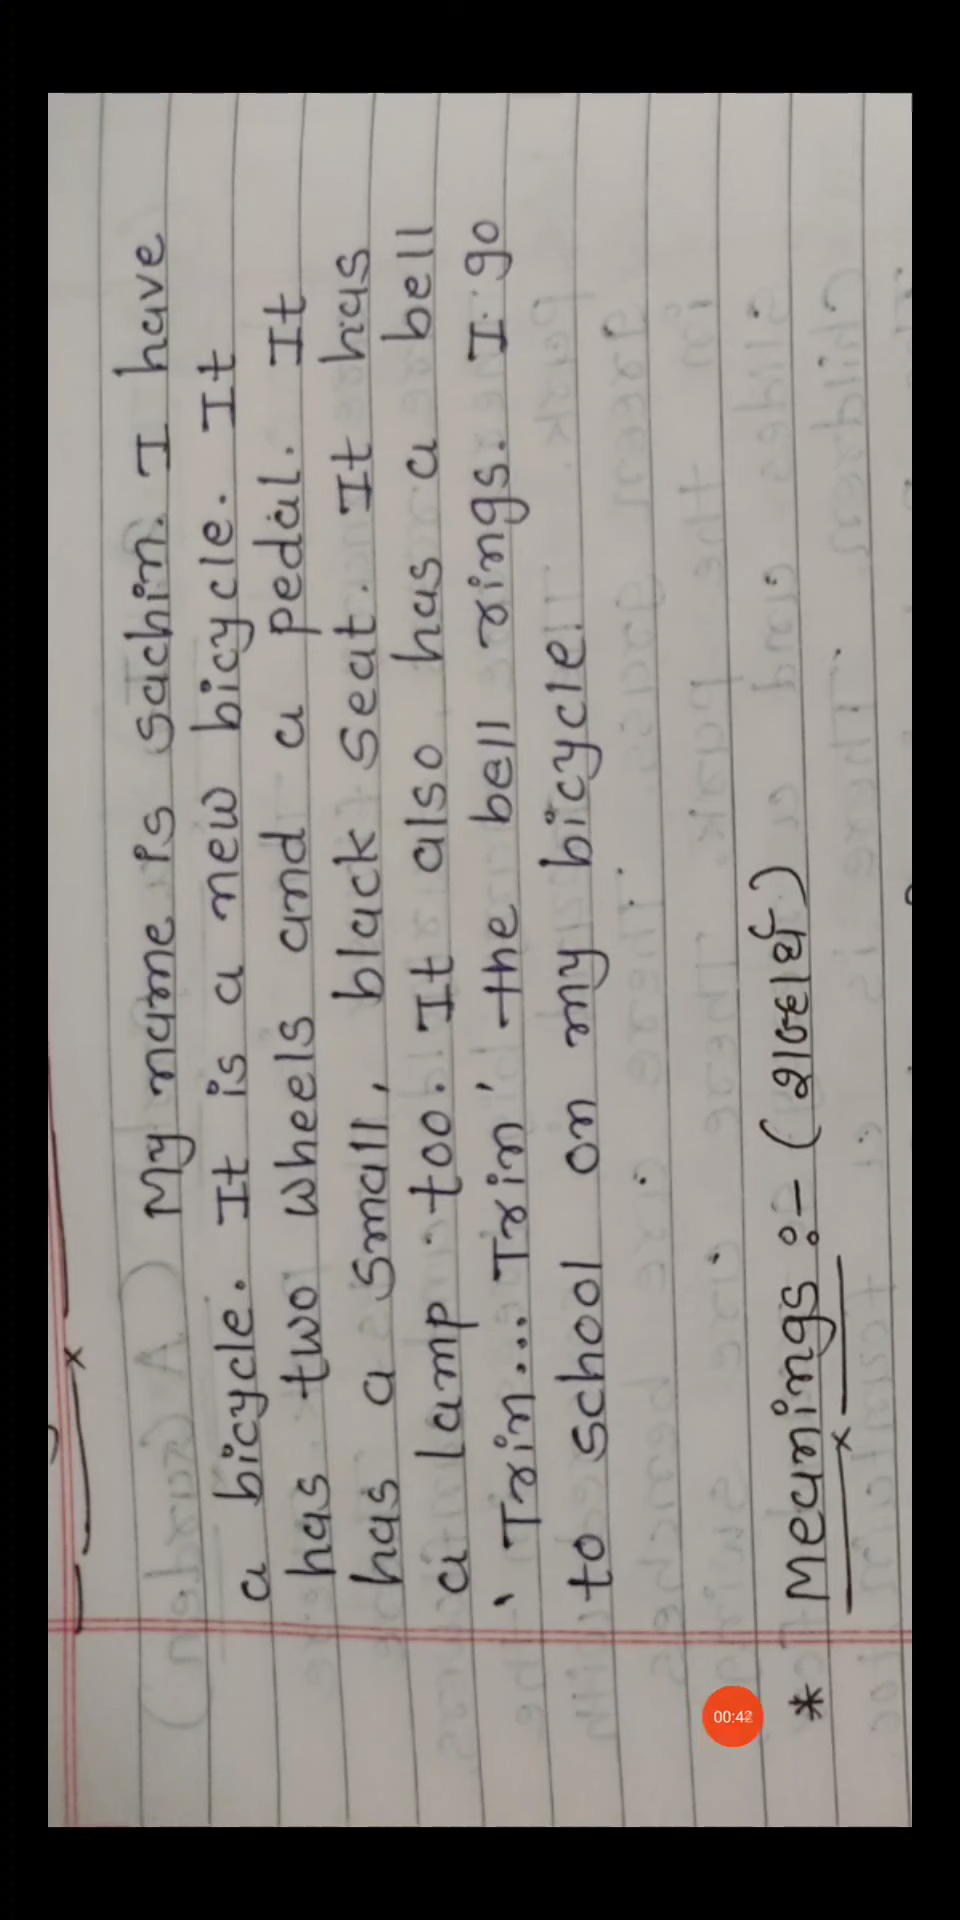 My name is sachin. I have
a bicycle. It is a new bicycle. It
has two wheels and a pedal. It
has a small, black seat. It has
a lamp too. It also has a bell
'Trin... Trin' the bell rings. I go
to school on my bicycle
* Meanings :- (शब्दार्थ)
00:42